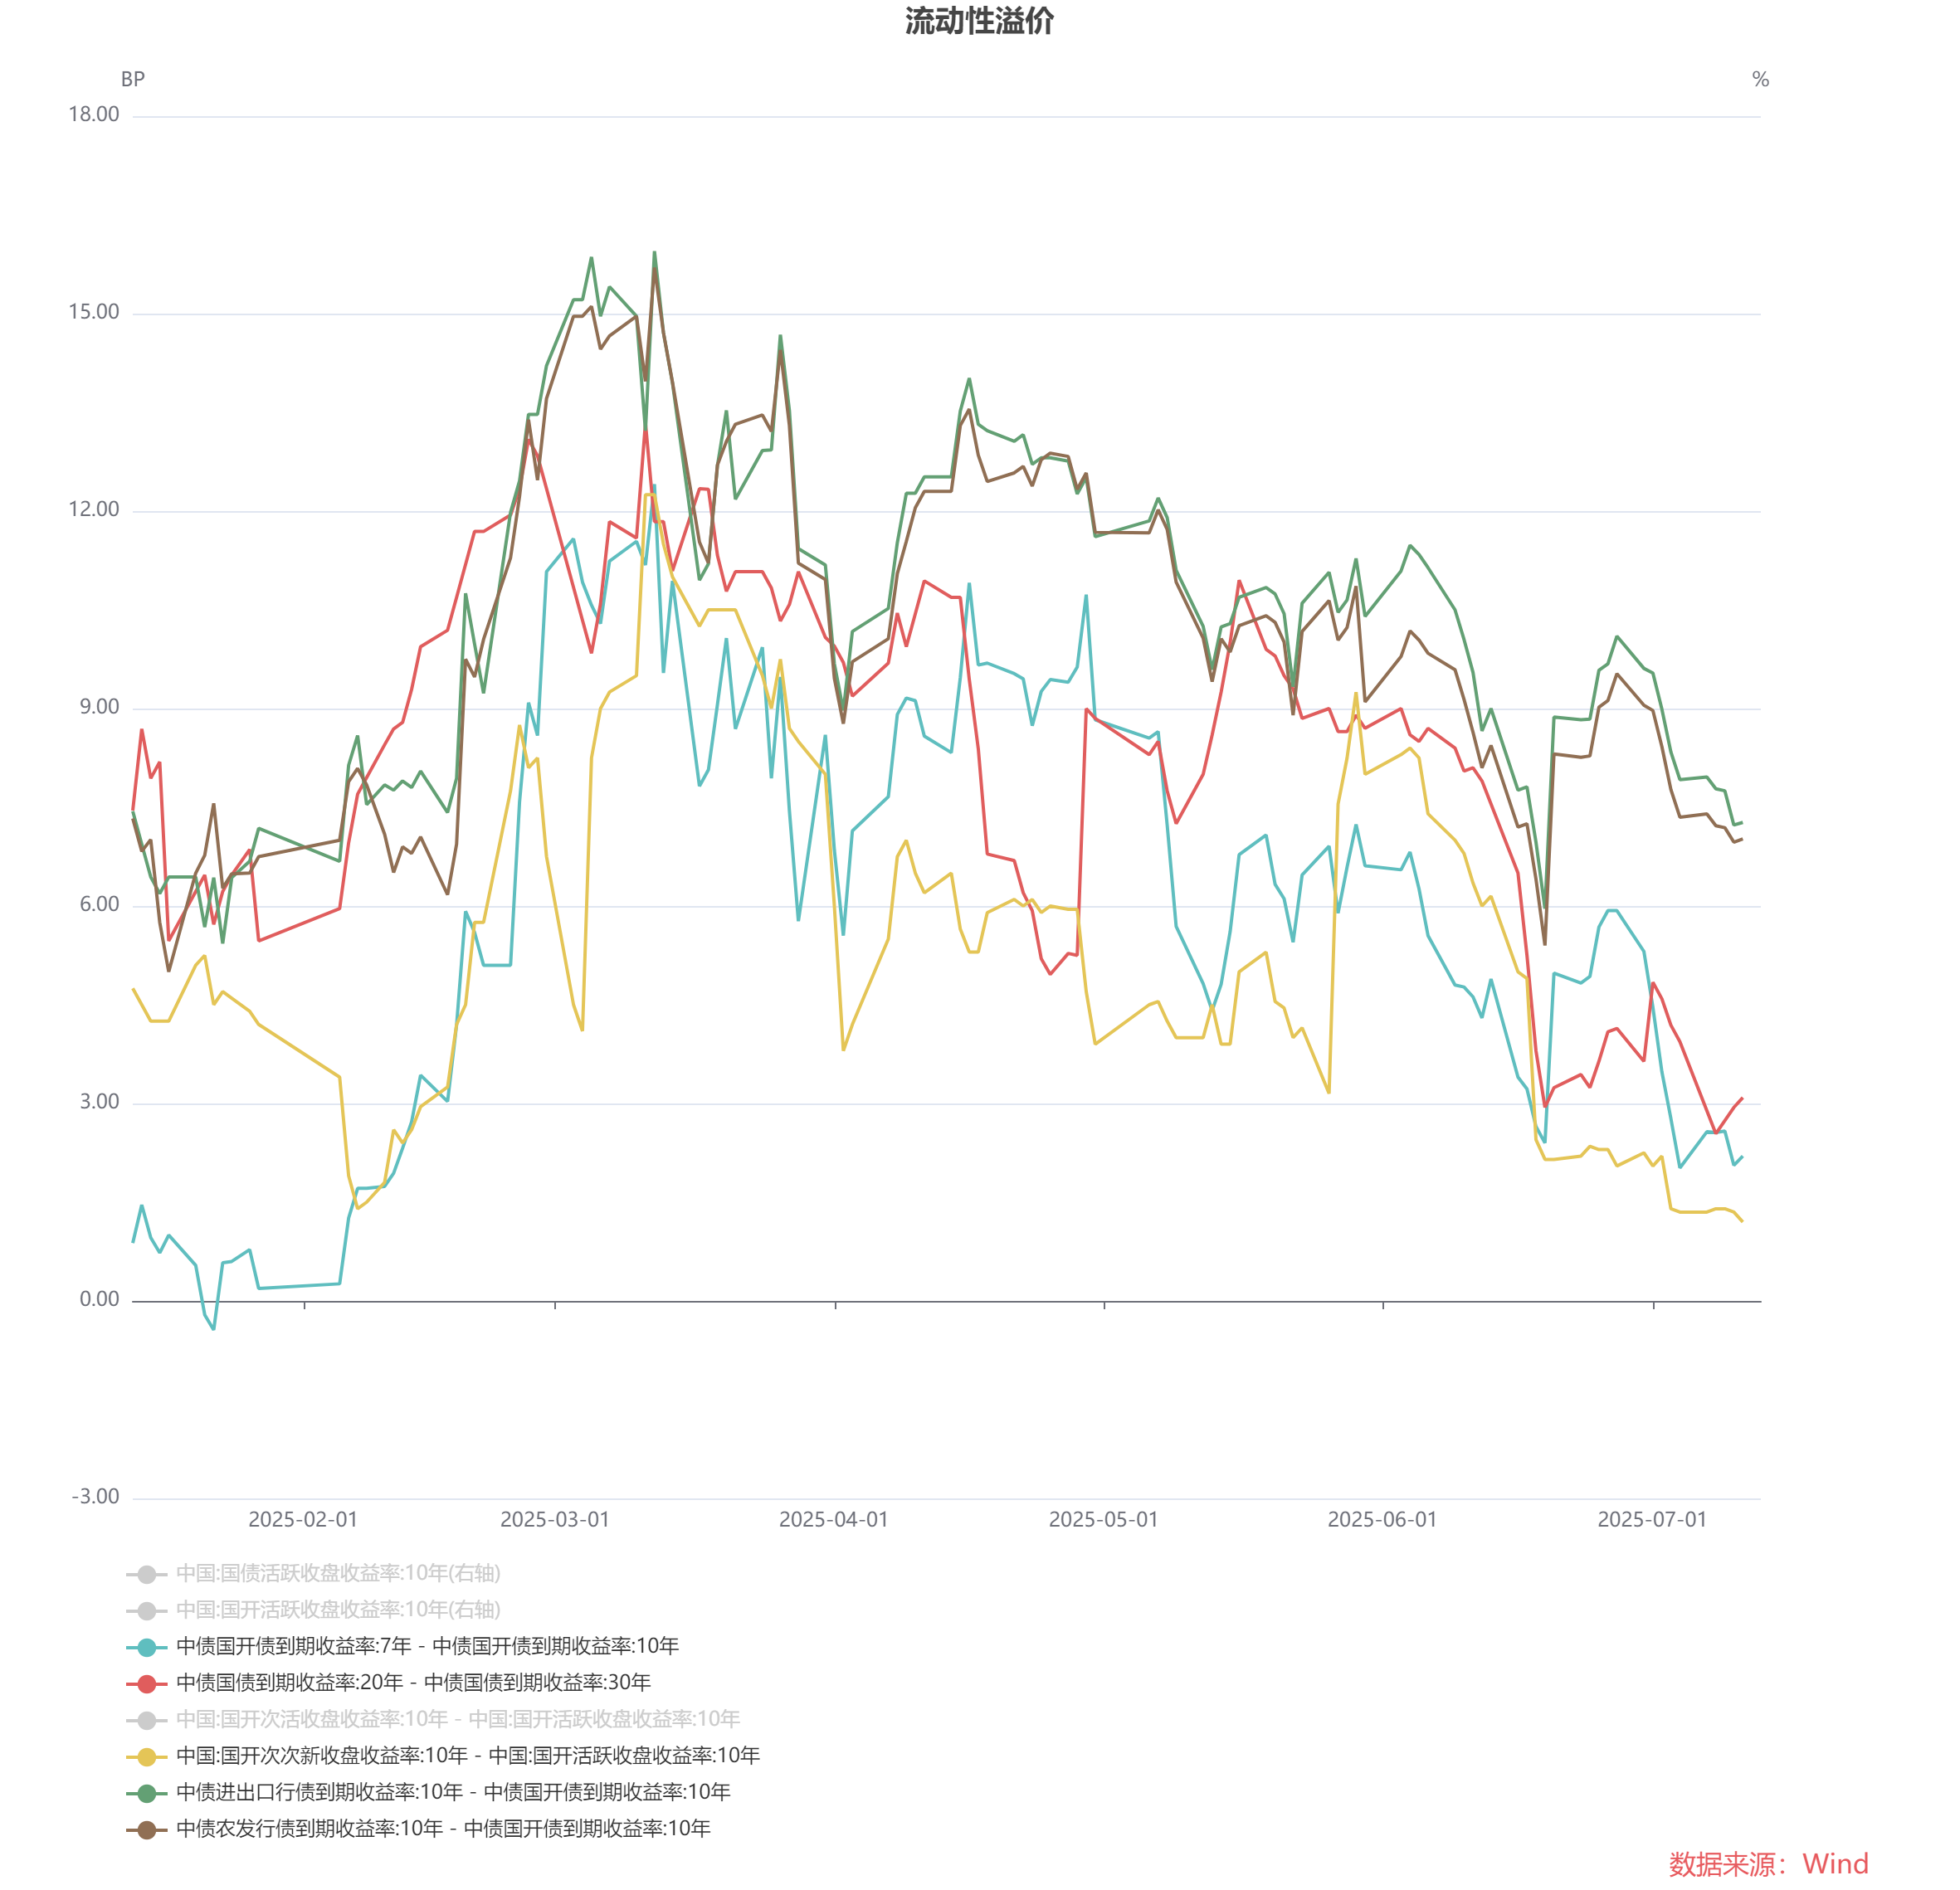 流动性溢价
BP
%
18.00
15.00
12.00
9.00
6.00
3.00
0.00
-3.00
2025-02-01
2025-03-01
2025-04-01
2025-05-01
2025-06-01
2025-07-01
中国:国债活跃收盘收益率:10年(右轴)
中国:国开活跃收盘收益率:10年(右轴)
中债国开债到期收益率:7年 - 中债国开债到期收益率:10年
中债国债到期收益率:20年 - 中债国债到期收益率:30年
中国:国开次活收盘收益率:10年 - 中国:国开活跃收盘收益率:10年
中国:国开次次新收盘收益率:10年 - 中国:国开活跃收盘收益率:10年
中债进出口行债到期收益率:10年 - 中债国开债到期收益率:10年
中债农发行债到期收益率:10年 - 中债国开债到期收益率:10年
数据来源：Wind